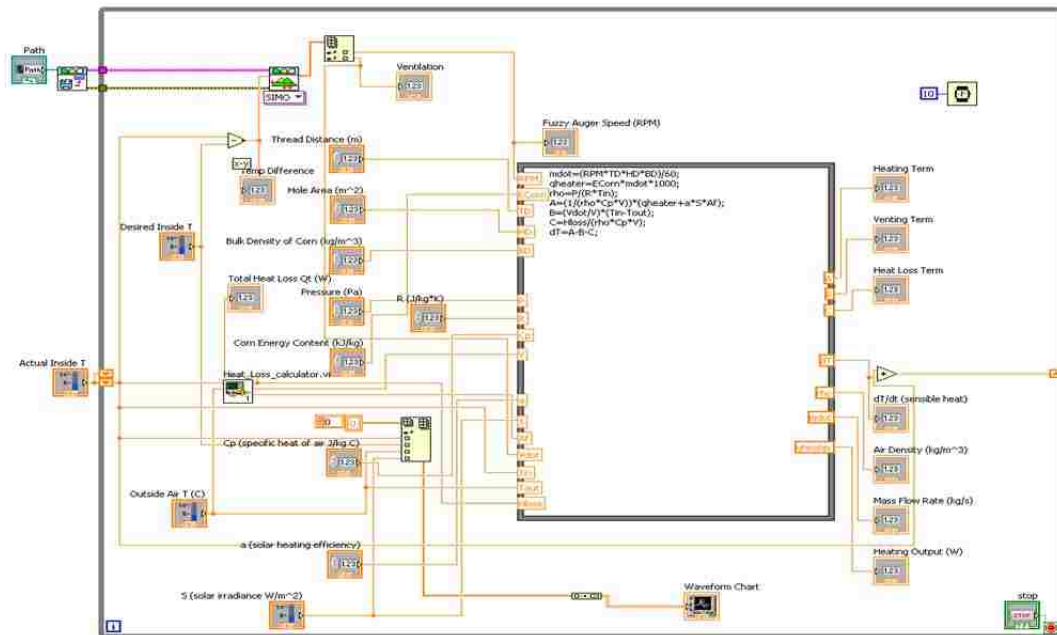 Path
Path
SIMO
Ventilation
10
Thread Distance (m)
Fuzzy Auger Speed (RPM)
x-y
Temp Difference
Hole Area (m^2)
Desired Inside T
Bulk Density of Corn (kg/m^3)
Total Heat Loss Qt (W)
Pressure (Pa)
R (J/kg*K)
Corn Energy Content (kJ/kg)
Actual Inside T
Heat_Loss_calculator.vi
Cp (specific heat of air J/kg C)
Outside Air T (C)
a (solar heating efficiency)
S (solar irradiance W/m^2)
mdot=(RPM*TD*HD*BD)/60;
qheater=ECorn*mdot*1000;
rho=P/(R*Tin);
A=(1/(rho*Cp*V))*(qheater+a*S*Af);
B=(Vdot/V)*(Tin-Tout);
C=Hloss/(rho*Cp*V);
dT=A-B-C;
Tout
Heating Term
Venting Term
Heat Loss Term
dT/dt (sensible heat)
Air Density (kg/m^3)
Mass Flow Rate (kg/s)
Heating Output (W)
Waveform Chart
stop
STOP
i